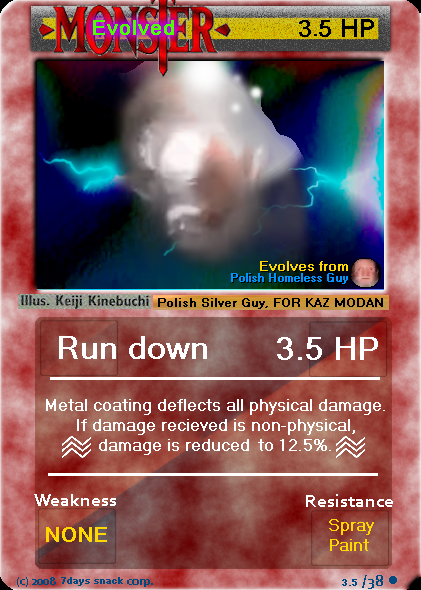 MONSTER
Evolved
3.5 HP
Evolves from
Polish Homeless Guy
Illus. Keiji Kinebuchi
Polish Silver Guy, FOR KAZ MODAN
Run down 3.5 HP
Metal coating deflects all physical damage.
If damage recieved is non-physical,
damage is reduced to 12.5%.
Weakness
Resistance
NONE
Spray
Paint
(c) 2008 7days snack corp.
3.5 /38